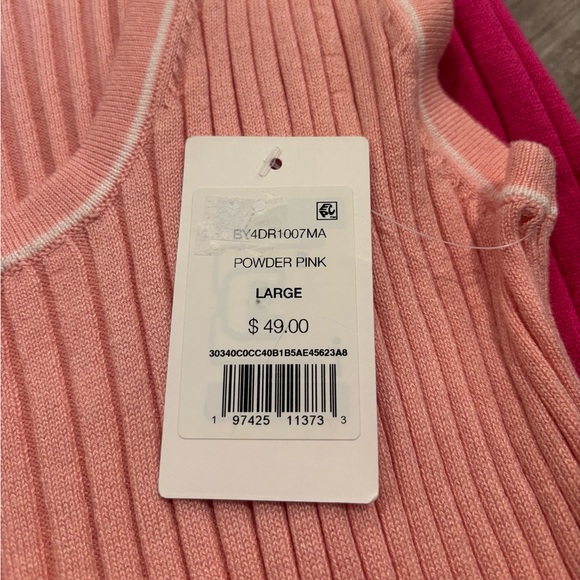 BY4DR1007MA
POWDER PINK
LARGE
$ 49.00
30340C0CC40B1B5AE45623A8
1 97425 11373 3